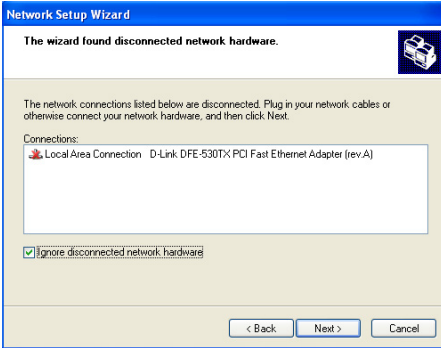 Network Setup Wizard
The wizard found disconnected network hardware.
The network connections listed below are disconnected. Plug in your network cables or
otherwise connect your network hardware, and then click Next.
Connections:
Local Area Connection D-Link DFE-530TX PCI Fast Ethernet Adapter (rev.A)
Ignore disconnected network hardware
< Back Next > Cancel